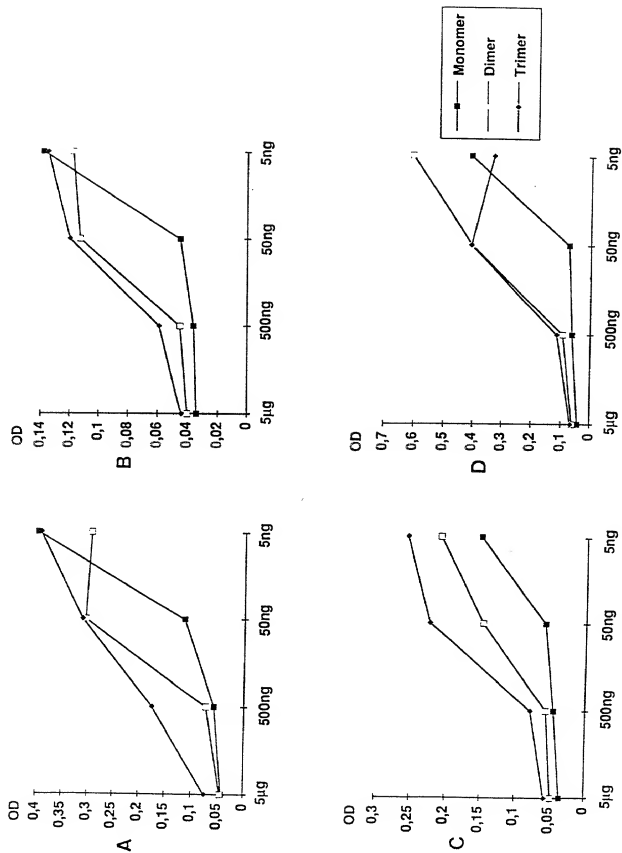 A
OD
0,4
0,35
0,3
0,25
0,2
0,15
0,1
0,05
0
5µg
500ng
50ng
5ng
B
OD
0,14
0,12
0,1
0,08
0,06
0,04
0,02
0
5µg
500ng
50ng
5ng
C
OD
0,3
0,25
0,2
0,15
0,1
0,05
0
5µg
500ng
50ng
5ng
D
OD
0,7
0,6
0,5
0,4
0,3
0,2
0,1
0
5µg
500ng
50ng
5ng
Monomer
Dimer
Trimer